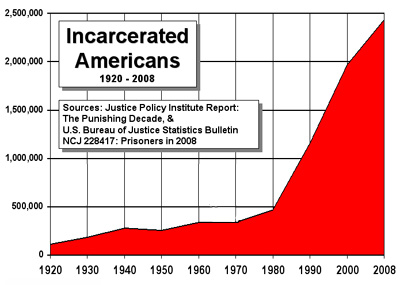 Incarcerated
Americans
1920 - 2008
Sources: Justice Policy Institute Report:
The Punishing Decade, &
U.S. Bureau of Justice Statistics Bulletin
NCJ 228417: Prisoners in 2008
2,500,000
2,000,000
1,500,000
1,000,000
500,000
0
1920 1930 1940 1950 1960 1970 1980 1990 2000 2008